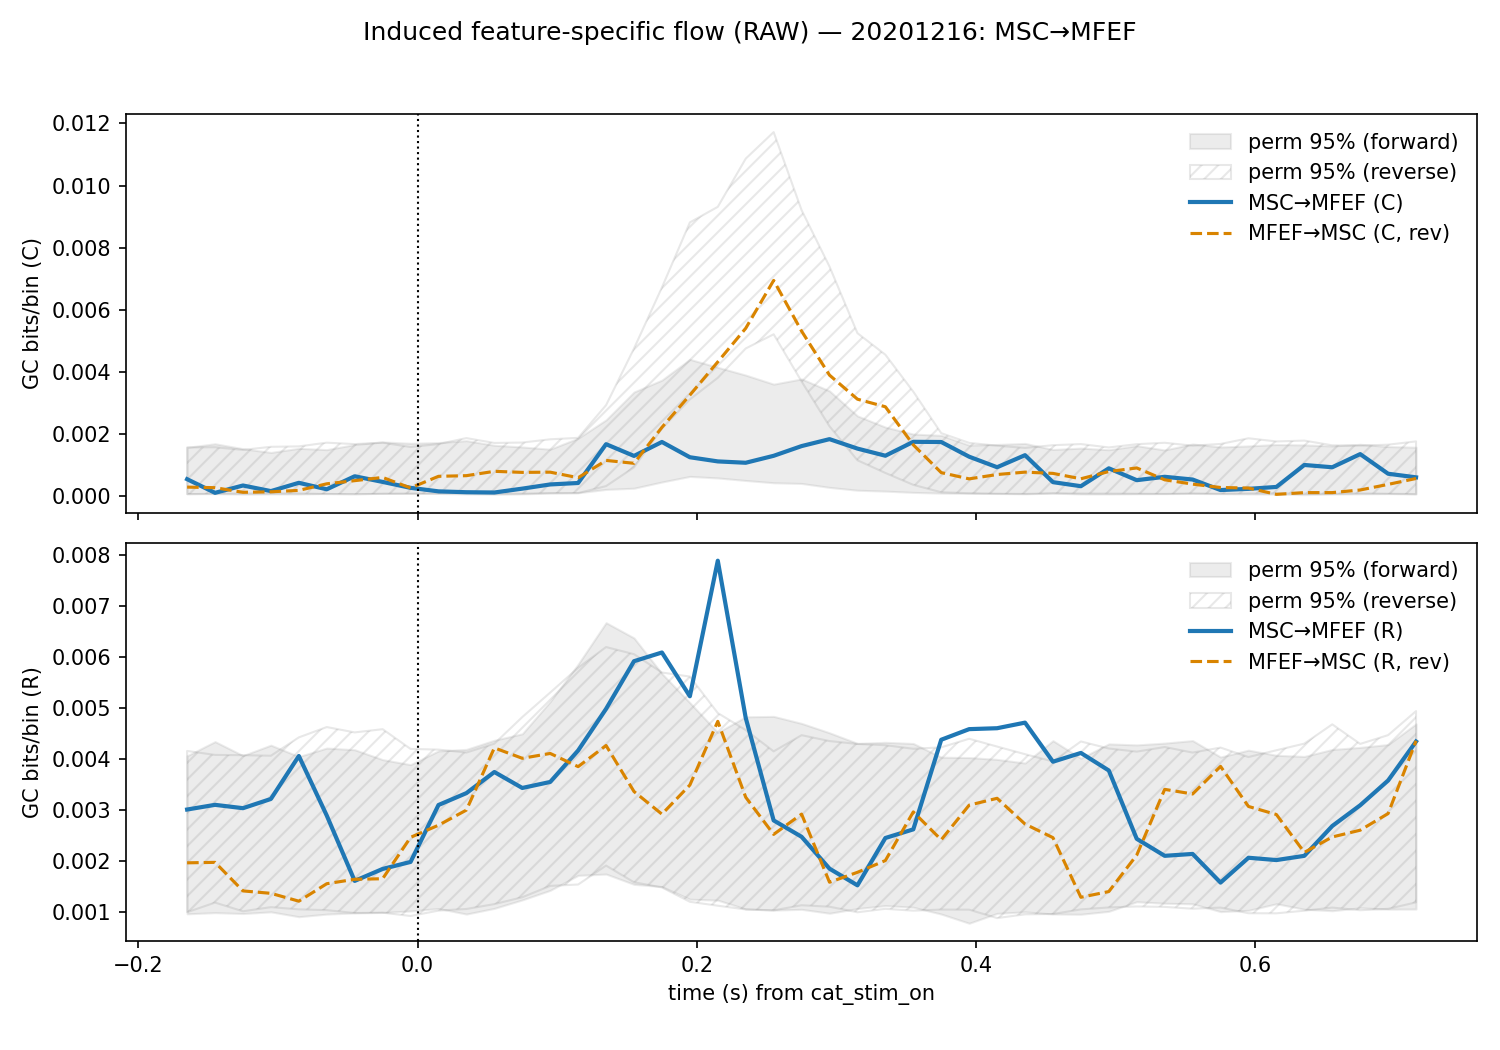 Induced feature-specific flow (RAW) — 20201216: MSC→MFEF
0.012
0.010
0.008
0.006
0.004
0.002
0.000
GC bits/bin (C)
perm 95% (forward)
perm 95% (reverse)
MSC→MFEF (C)
MFEF→MSC (C, rev)
0.008
0.007
0.006
0.005
0.004
0.003
0.002
0.001
GC bits/bin (R)
perm 95% (forward)
perm 95% (reverse)
MSC→MFEF (R)
MFEF→MSC (R, rev)
−0.2 0.0 0.2 0.4 0.6
time (s) from cat_stim_on